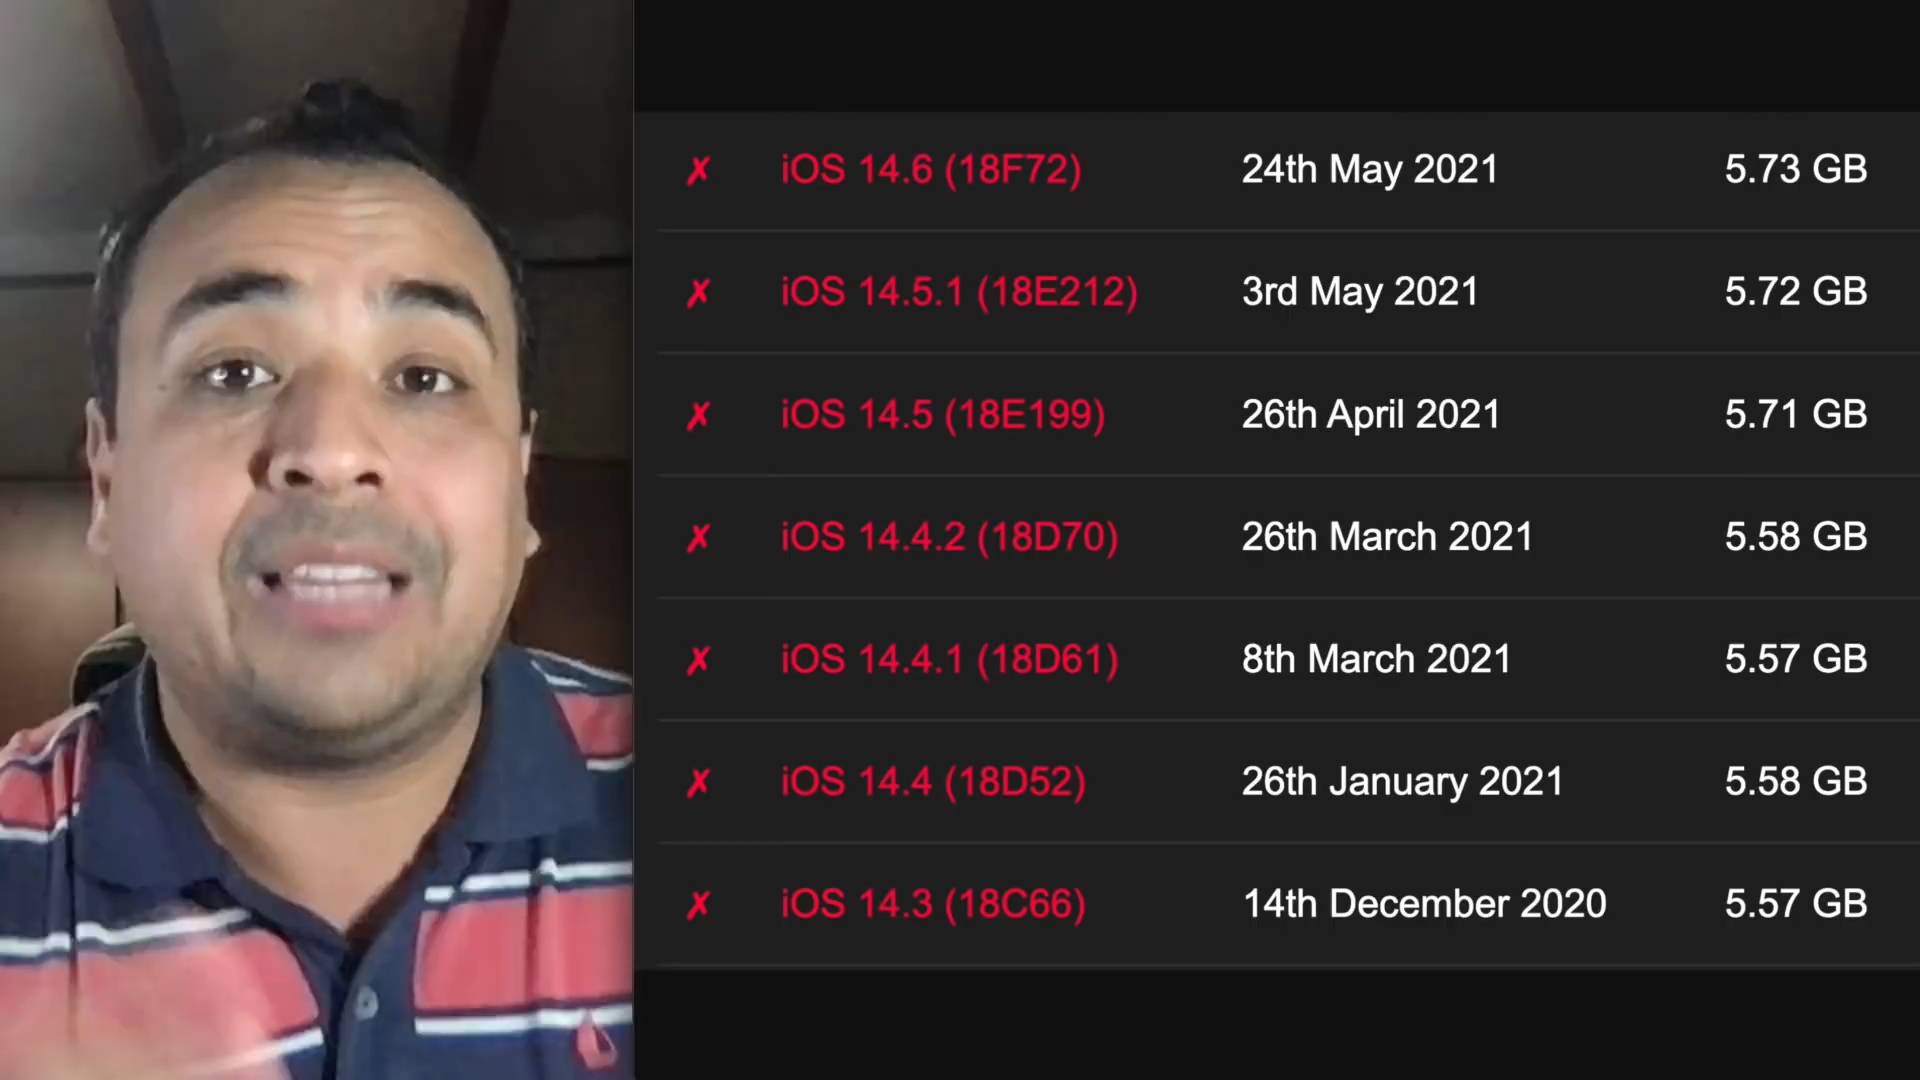 ✗ iOS 14.6 (18F72) 24th May 2021 5.73 GB
✗ iOS 14.5.1 (18E212) 3rd May 2021 5.72 GB
✗ iOS 14.5 (18E199) 26th April 2021 5.71 GB
✗ iOS 14.4.2 (18D70) 26th March 2021 5.58 GB
✗ iOS 14.4.1 (18D61) 8th March 2021 5.57 GB
✗ iOS 14.4 (18D52) 26th January 2021 5.58 GB
✗ iOS 14.3 (18C66) 14th December 2020 5.57 GB